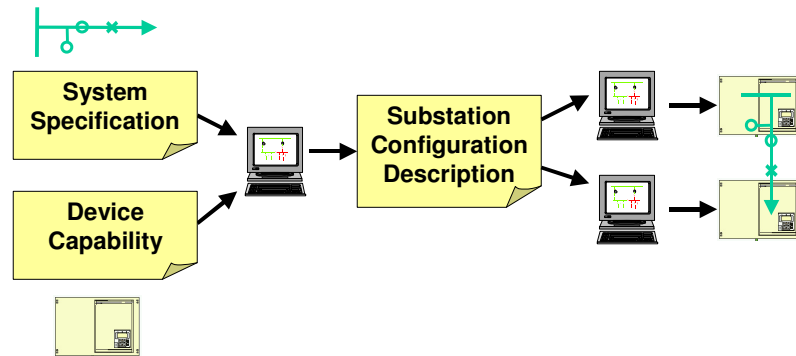 System
Specification
Device
Capability
Substation
Configuration
Description